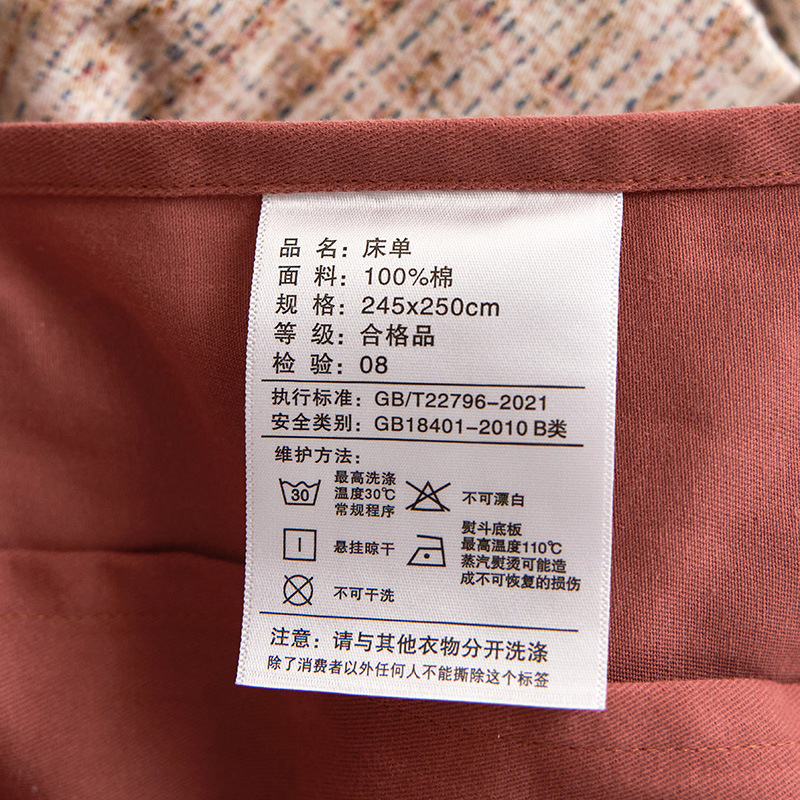 品 名：床单
面 料：100%棉
规 格：245x250cm
等 级：合格品
检 验：08
执行标准：GB/T22796-2021
安全类别：GB18401-2010 B类
维护方法：
30
最高洗涤
温度30℃
常规程序
不可漂白
悬挂晾干
熨斗底板
最高温度110℃
蒸汽熨烫可能造
成不可恢复的损伤
不可干洗
注意：请与其他衣物分开洗涤
除了消费者以外任何人不能撕除这个标签